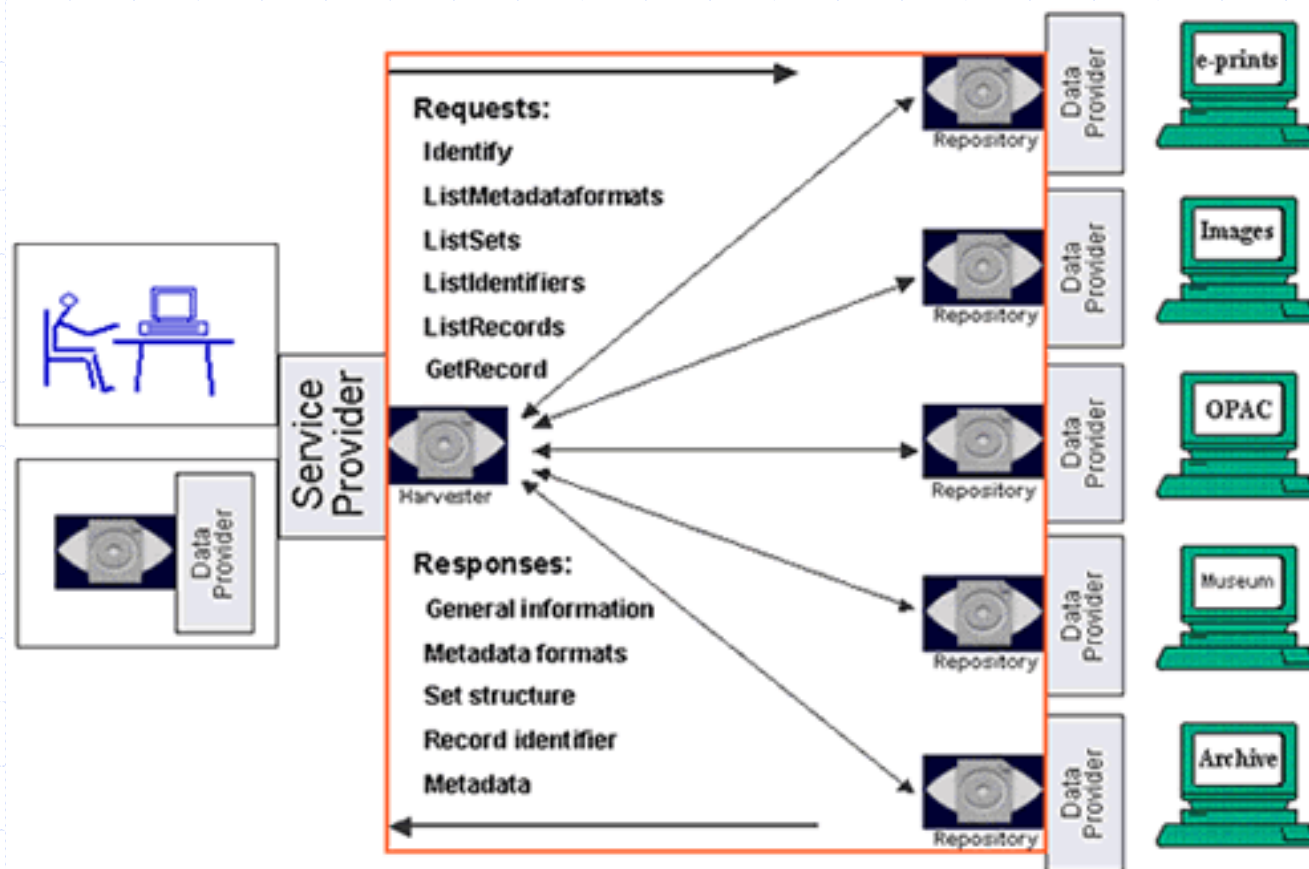 Service
Provider
Data
Provider
Requests:
Identify
ListMetadataformats
ListSets
ListIdentifiers
ListRecords
GetRecord
Harvester
Responses:
General information
Metadata formats
Set structure
Record identifier
Metadata
Repository
Data
Provider
e-prints
Repository
Data
Provider
Images
Repository
Data
Provider
OPAC
Repository
Data
Provider
Museum
Repository
Data
Provider
Archive